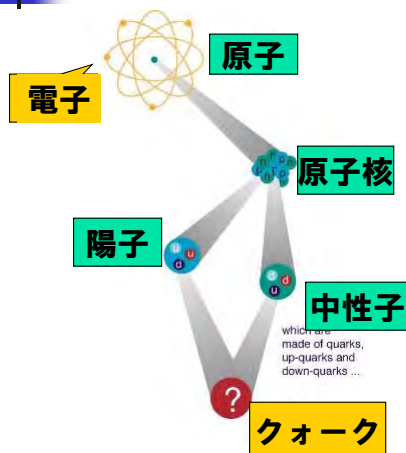 原子
電子
n n
p p n
n p p
n n
原子核
陽子
u u
d
d d
u
中性子
which are
made of quarks,
up-quarks and
down-quarks ...
?
クォーク